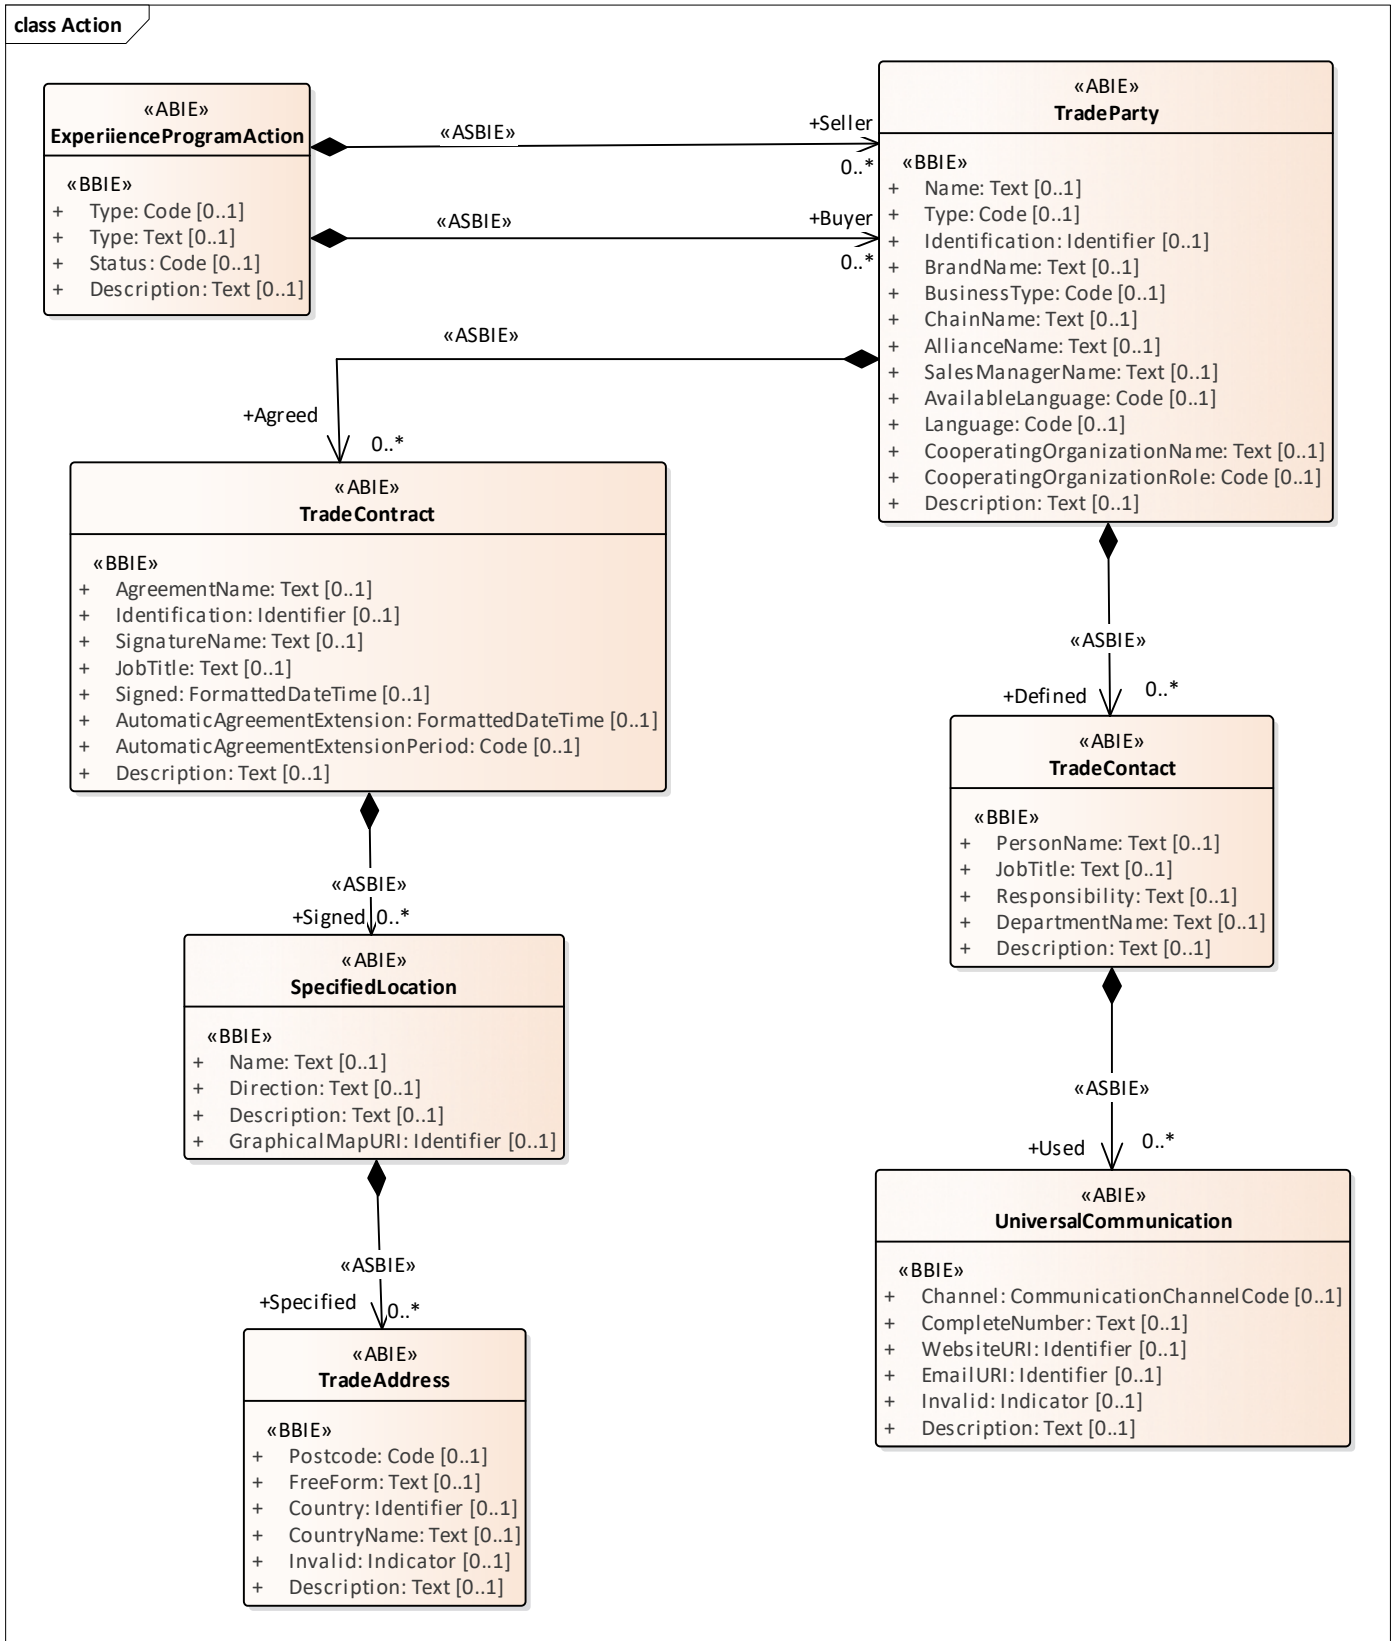 class Action
«ABIE»
ExperiienceProgramAction
«BBIE»
+ Type: Code [0..1]
+ Type: Text [0..1]
+ Status: Code [0..1]
+ Description: Text [0..1]
«ASBIE»
+Seller
0..*
«ASBIE»
+Buyer
0..*
«ABIE»
TradeParty
«BBIE»
+ Name: Text [0..1]
+ Type: Code [0..1]
+ Identification: Identifier [0..1]
+ BrandName: Text [0..1]
+ BusinessType: Code [0..1]
+ ChainName: Text [0..1]
+ AllianceName: Text [0..1]
+ SalesManagerName: Text [0..1]
+ AvailableLanguage: Code [0..1]
+ Language: Code [0..1]
+ CooperatingOrganizationName: Text [0..1]
+ CooperatingOrganizationRole: Code [0..1]
+ Description: Text [0..1]
«ASBIE»
+Agreed
0..*
«ABIE»
TradeContract
«BBIE»
+ AgreementName: Text [0..1]
+ Identification: Identifier [0..1]
+ SignatureName: Text [0..1]
+ JobTitle: Text [0..1]
+ Signed: FormattedDateTime [0..1]
+ AutomaticAgreementExtension: FormattedDateTime [0..1]
+ AutomaticAgreementExtensionPeriod: Code [0..1]
+ Description: Text [0..1]
«ASBIE»
+Defined
0..*
«ABIE»
TradeContact
«BBIE»
+ PersonName: Text [0..1]
+ JobTitle: Text [0..1]
+ Responsibility: Text [0..1]
+ DepartmentName: Text [0..1]
+ Description: Text [0..1]
«ASBIE»
+Signed
0..*
«ABIE»
SpecifiedLocation
«BBIE»
+ Name: Text [0..1]
+ Direction: Text [0..1]
+ Description: Text [0..1]
+ GraphicalMapURI: Identifier [0..1]
«ASBIE»
+Used
0..*
«ABIE»
UniversalCommunication
«BBIE»
+ Channel: CommunicationChannelCode [0..1]
+ CompleteNumber: Text [0..1]
+ WebsiteURI: Identifier [0..1]
+ EmailURI: Identifier [0..1]
+ Invalid: Indicator [0..1]
+ Description: Text [0..1]
«ASBIE»
+Specified
0..*
«ABIE»
TradeAddress
«BBIE»
+ Postcode: Code [0..1]
+ FreeForm: Text [0..1]
+ Country: Identifier [0..1]
+ CountryName: Text [0..1]
+ Invalid: Indicator [0..1]
+ Description: Text [0..1]